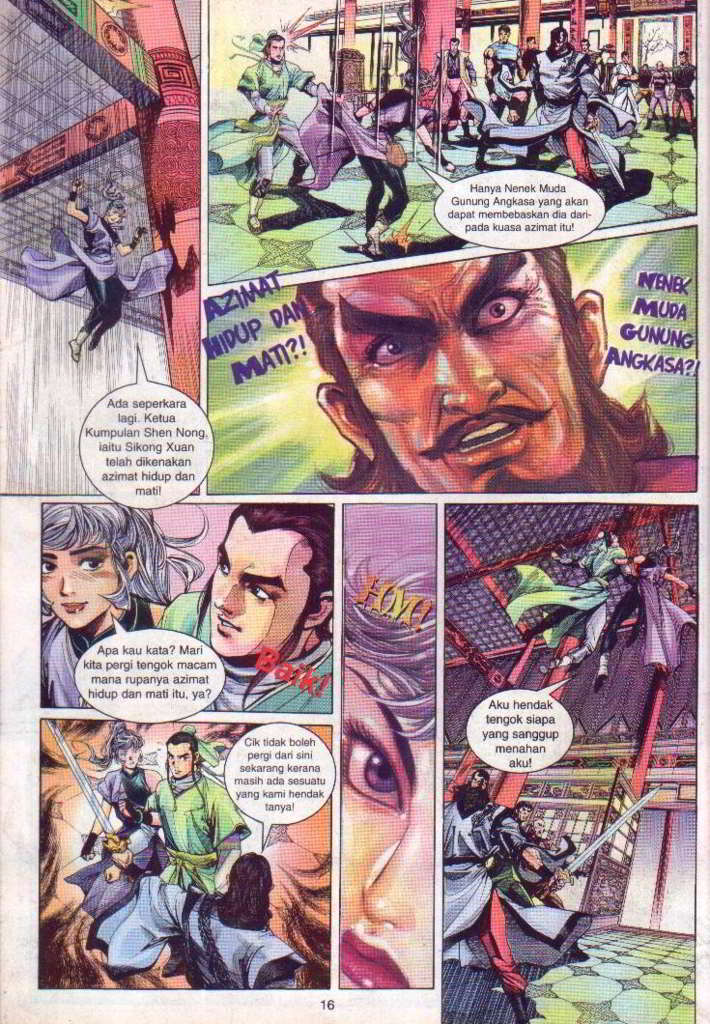 Ada seperkara
lagi. Ketua
Kumpulan Shen Nong,
iaitu Sikong Xuan
telah dikenakan
azimat hidup dan
mati!
Hanya Nenek Muda
Gunung Angkasa yang akan
dapat membebaskan dia dari-
pada kuasa azimat itu!
AZIMAT
HIDUP DAN
MATI?!
NENEK
MUDA
GUNUNG
ANGKASA?!
Apa kau kata? Mari
kita pergi tengok macam
mana rupanya azimat
hidup dan mati itu, ya?
Baik!
Cik tidak boleh
pergi dari sini
sekarang kerana
masih ada sesuatu
yang kami hendak
tanya!
Aku hendak
tengok siapa
yang sanggup
menahan
aku!
16